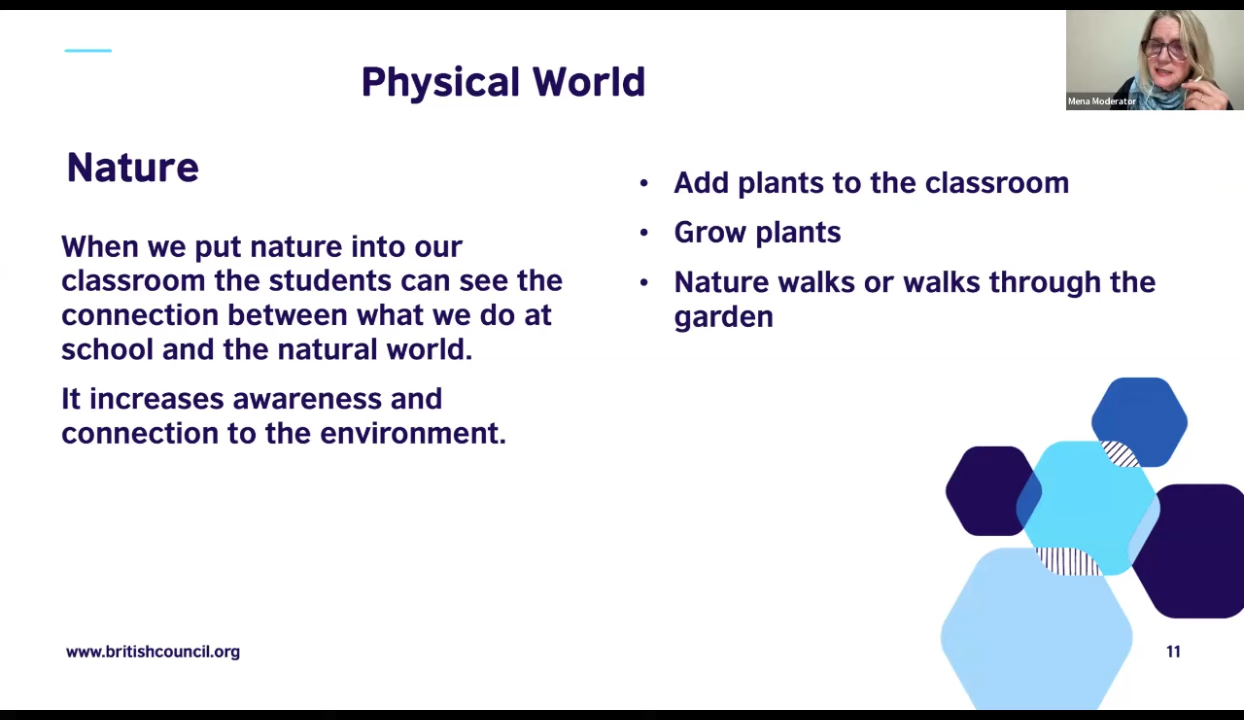 Physical World
Mena Moderator
Nature
When we put nature into our
classroom the students can see the
connection between what we do at
school and the natural world.
It increases awareness and
connection to the environment.
• Add plants to the classroom
• Grow plants
• Nature walks or walks through the
garden
www.britishcouncil.org
11